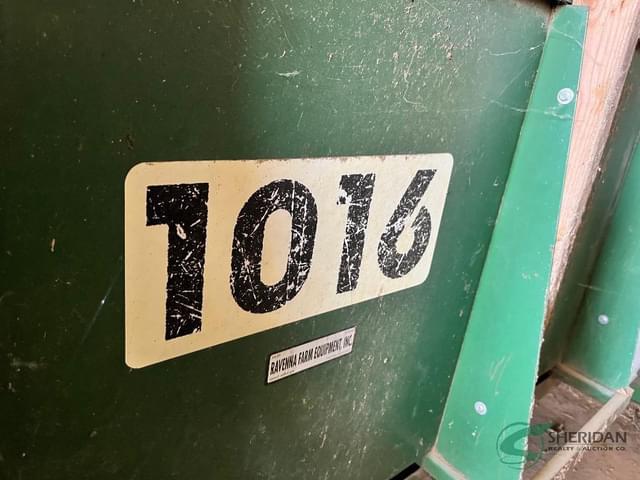 1016
RAVENNA FARM EQUIPMENT, INC.
SHERIDAN
REALTY & AUCTION CO.